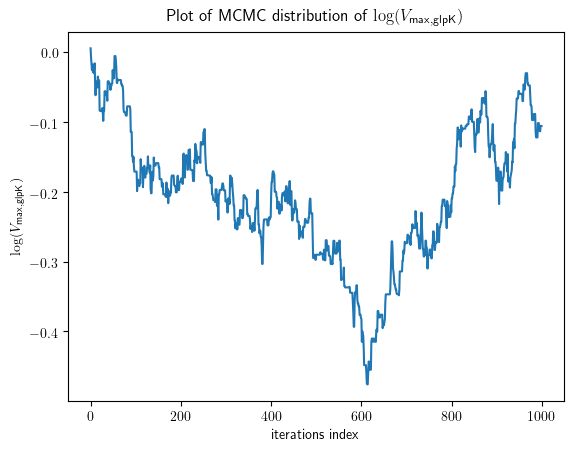 Plot of MCMC distribution of log(V_max,glpK)
log(V_max,glpK)
0.0
−0.1
−0.2
−0.3
−0.4
0 200 400 600 800 1000
iterations index